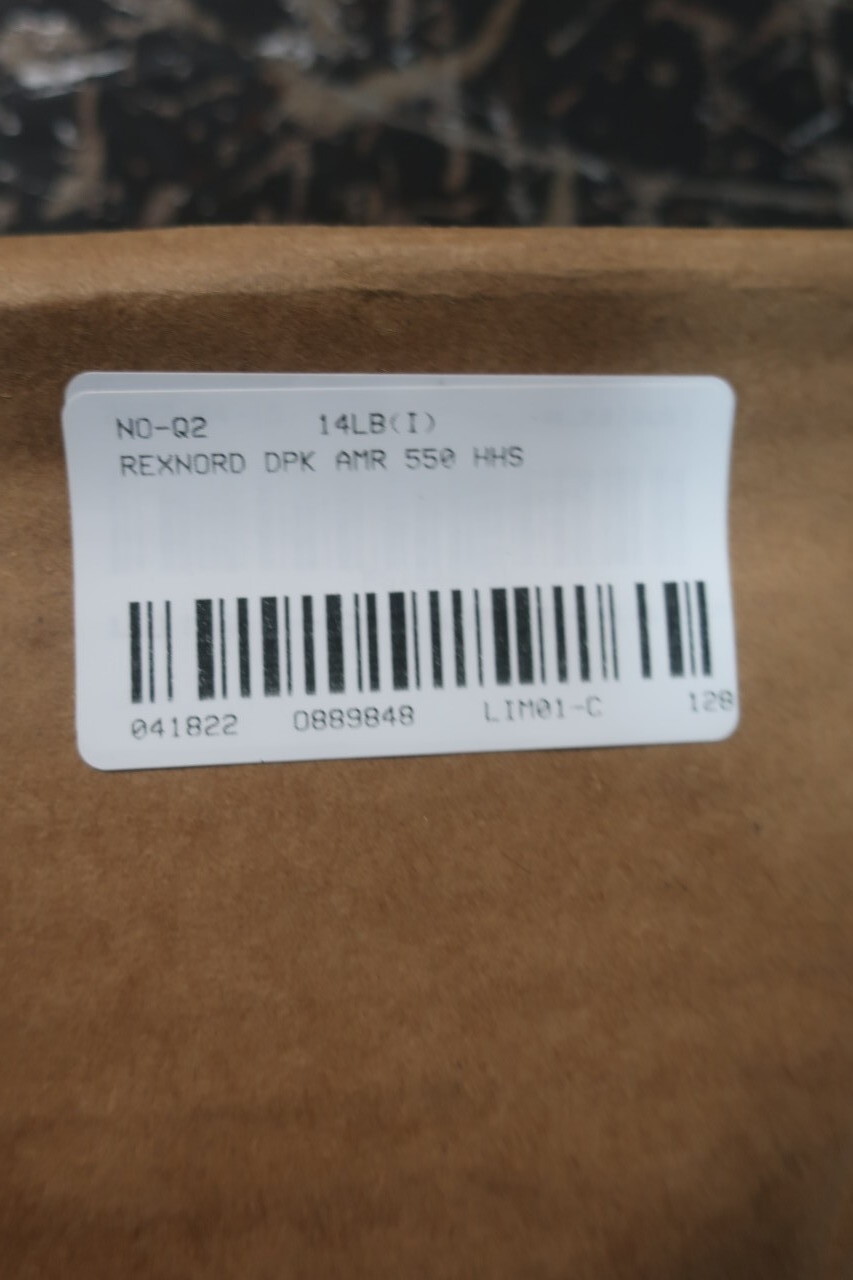 NO-Q2 14LB(I)
REXNORD DPK AMR 550 HHS
041822 0889848 LIM01-C 128